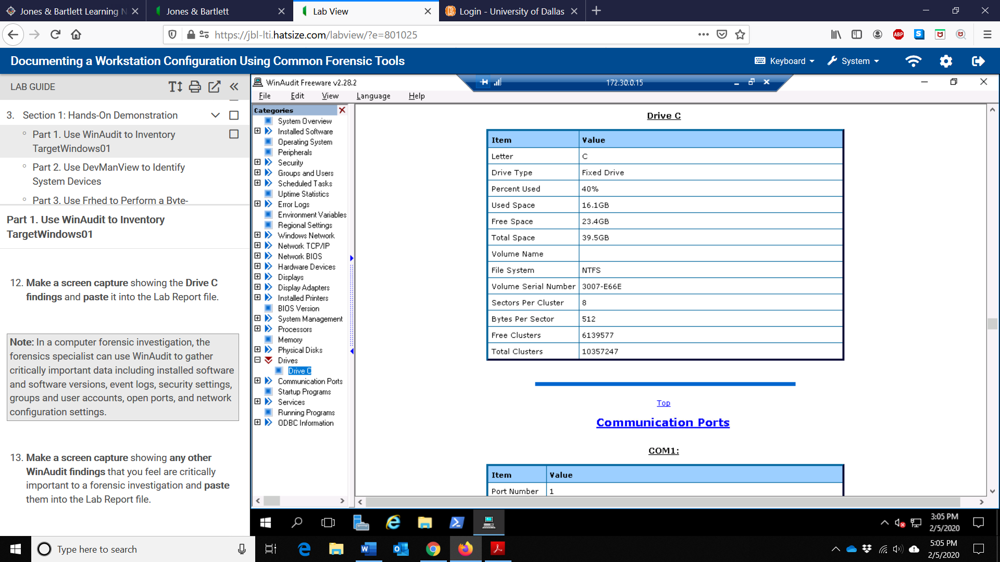 Jones & Bartlett Learning N
Jones & Bartlett
Lab View
Login - University of Dallas
https://jbl-lti.hatsize.com/labview/?e=801025
ABP
S
Documenting a Workstation Configuration Using Common Forensic Tools
Keyboard
System
LAB GUIDE
3. Section 1: Hands-On Demonstration
Part 1. Use WinAudit to Inventory
TargetWindows01
Part 2. Use DevManView to Identify
System Devices
Part 3. Use Frhed to Perform a Byte-
Part 1. Use WinAudit to Inventory
TargetWindows01
12. Make a screen capture showing the Drive C
findings and paste it into the Lab Report file.
Note: In a computer forensic investigation, the
forensics specialist can use WinAudit to gather
critically important data including installed software
and software versions, event logs, security settings,
groups and user accounts, open ports, and network
configuration settings.
13. Make a screen capture showing any other
WinAudit findings that you feel are critically
important to a forensic investigation and paste
them into the Lab Report file.
WinAudit Freeware v2.28.2
172.30.0.15
File Edit View Language Help
Categories
System Overview
Installed Software
Operating System
Peripherals
Security
Groups and Users
Scheduled Tasks
Uptime Statistics
Error Logs
Environment Variables
Regional Settings
Windows Network
Network TCP/IP
Network BIOS
Hardware Devices
Displays
Display Adapters
Installed Printers
BIOS Version
System Management
Processors
Memory
Physical Disks
Drives
Drive C
Communication Ports
Startup Programs
Services
Running Programs
ODBC Information
Drive C
Item Value
Letter C
Drive Type Fixed Drive
Percent Used 40%
Used Space 16.1GB
Free Space 23.4GB
Total Space 39.5GB
Volume Name
File System NTFS
Volume Serial Number 3007-E66E
Sectors Per Cluster 8
Bytes Per Sector 512
Free Clusters 6139577
Total Clusters 10357247
Top
Communication Ports
COM1:
Item Value
Port Number 1
3:05 PM
2/5/2020
Type here to search
5:05 PM
2/5/2020